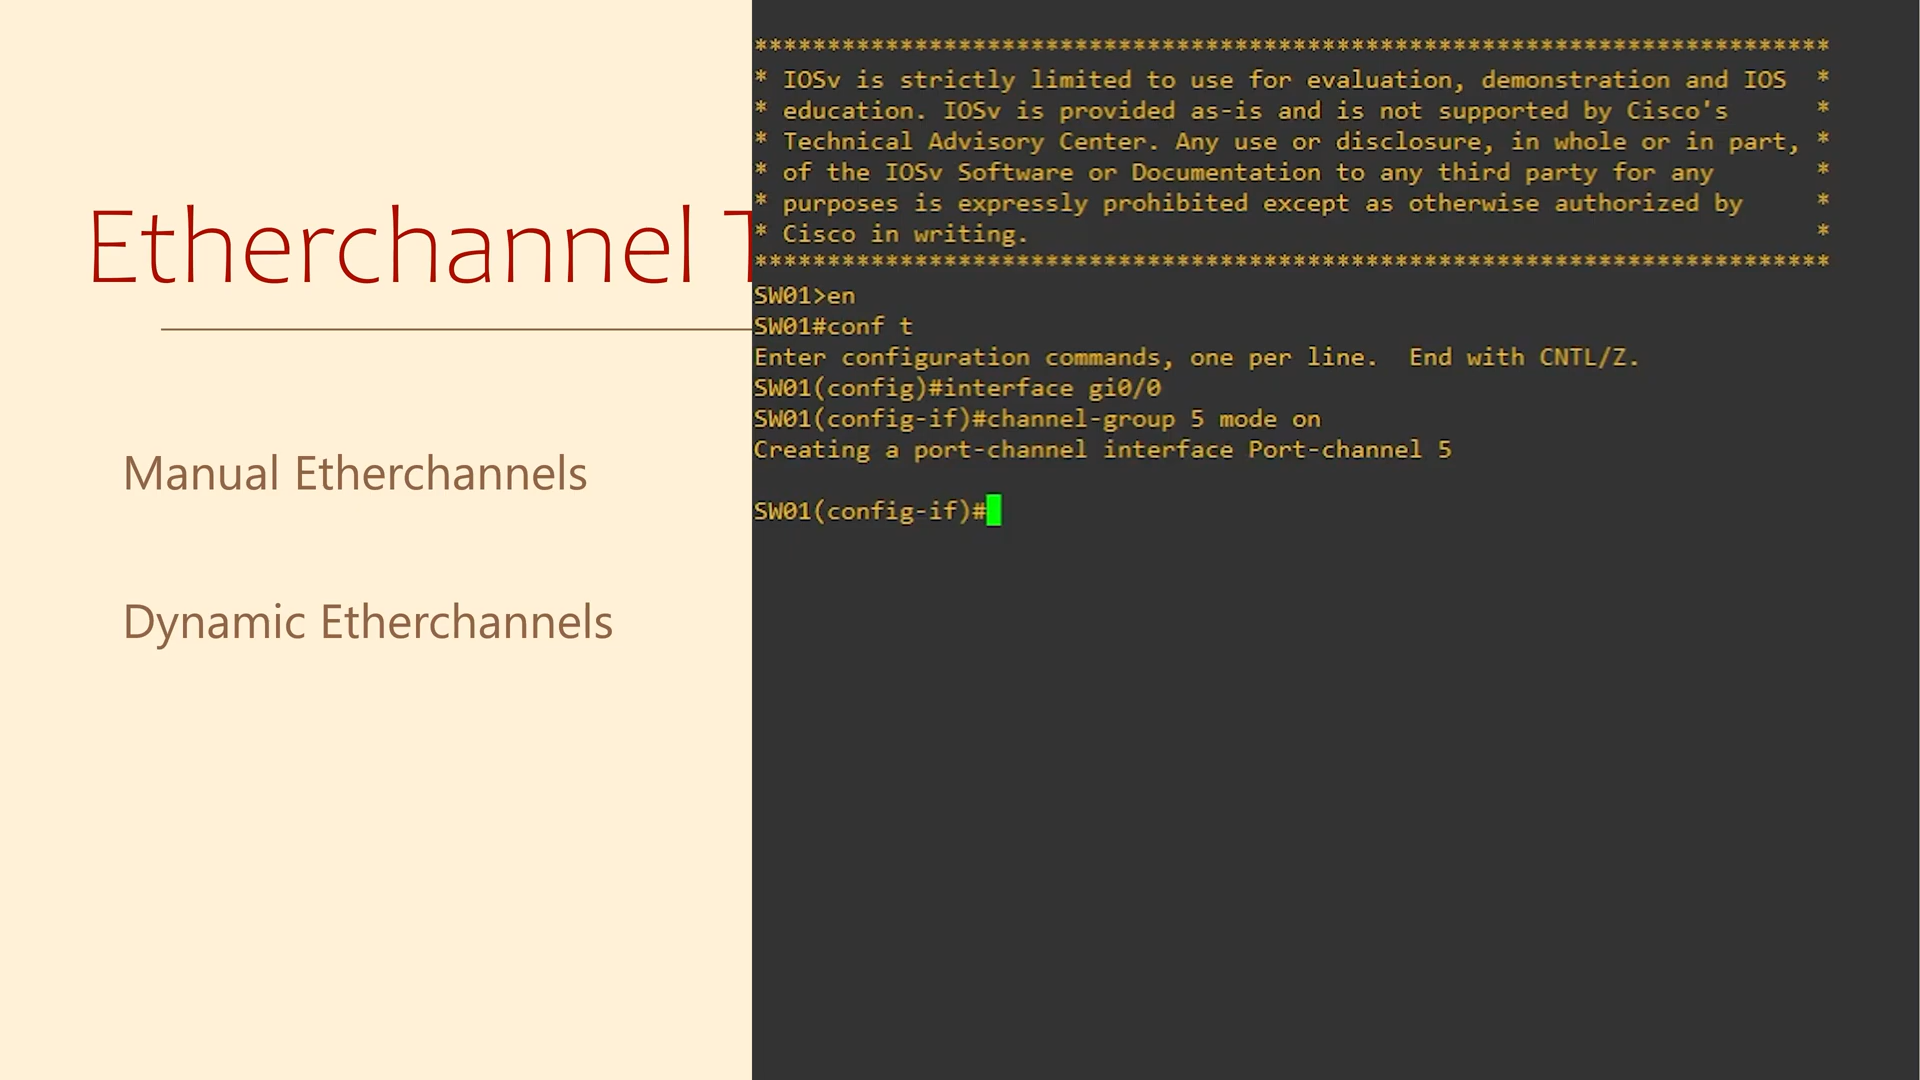 Etherchannel T
Manual Etherchannels
Dynamic Etherchannels
**************************************************************************
* IOSv is strictly limited to use for evaluation, demonstration and IOS  *
* education. IOSv is provided as-is and is not supported by Cisco's      *
* Technical Advisory Center. Any use or disclosure, in whole or in part, *
* of the IOSv Software or Documentation to any third party for any       *
* purposes is expressly prohibited except as otherwise authorized by     *
* Cisco in writing.                                                      *
**************************************************************************
SW01>en
SW01#conf t
Enter configuration commands, one per line.  End with CNTL/Z.
SW01(config)#interface gi0/0
SW01(config-if)#channel-group 5 mode on
Creating a port-channel interface Port-channel 5
SW01(config-if)#